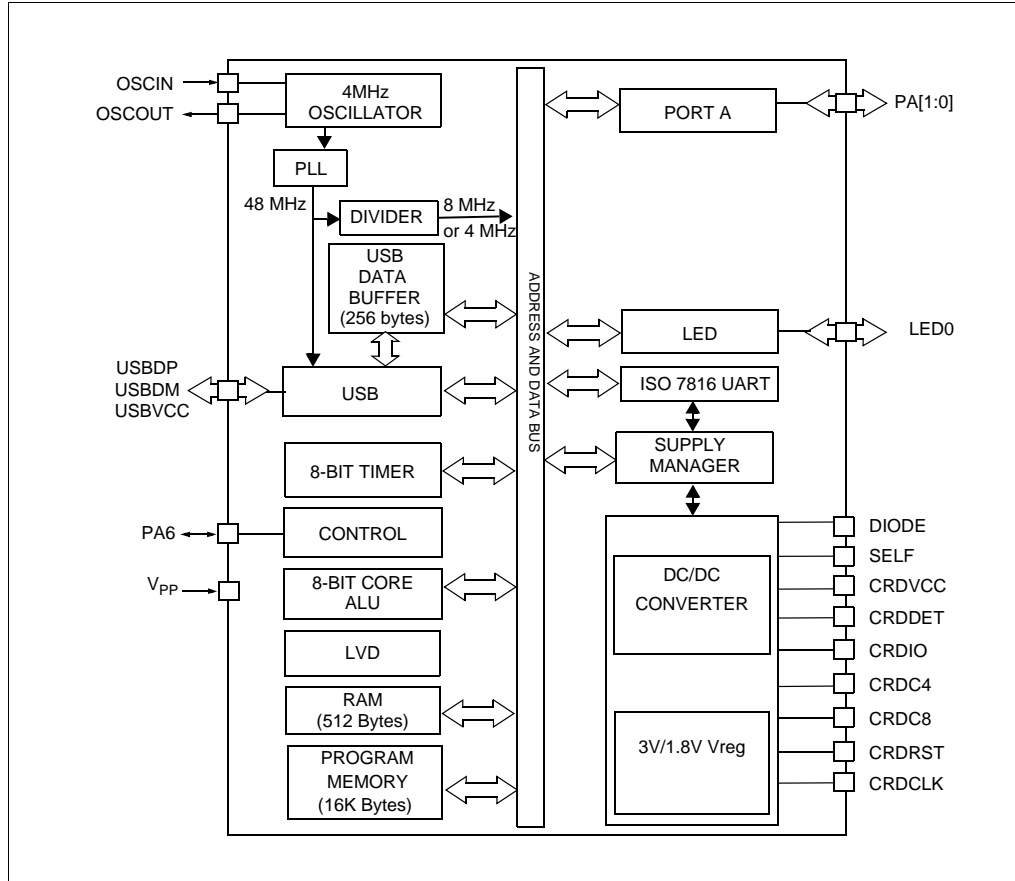 OSCIN
OSCOUT
4MHz
OSCILLATOR
PLL
48 MHz
DIVIDER
8 MHz
or 4 MHz
USB
DATA
BUFFER
(256 bytes)
USBDP
USBDM
USBVCC
USB
8-BIT TIMER
PA6
CONTROL
VPP
8-BIT CORE
ALU
LVD
RAM
(512 Bytes)
PROGRAM
MEMORY
(16K Bytes)
ADDRESS AND DATA BUS
PORT A
PA[1:0]
LED
LED0
ISO 7816 UART
SUPPLY
MANAGER
DC/DC
CONVERTER
3V/1.8V Vreg
DIODE
SELF
CRDVCC
CRDDET
CRDIO
CRDC4
CRDC8
CRDRST
CRDCLK